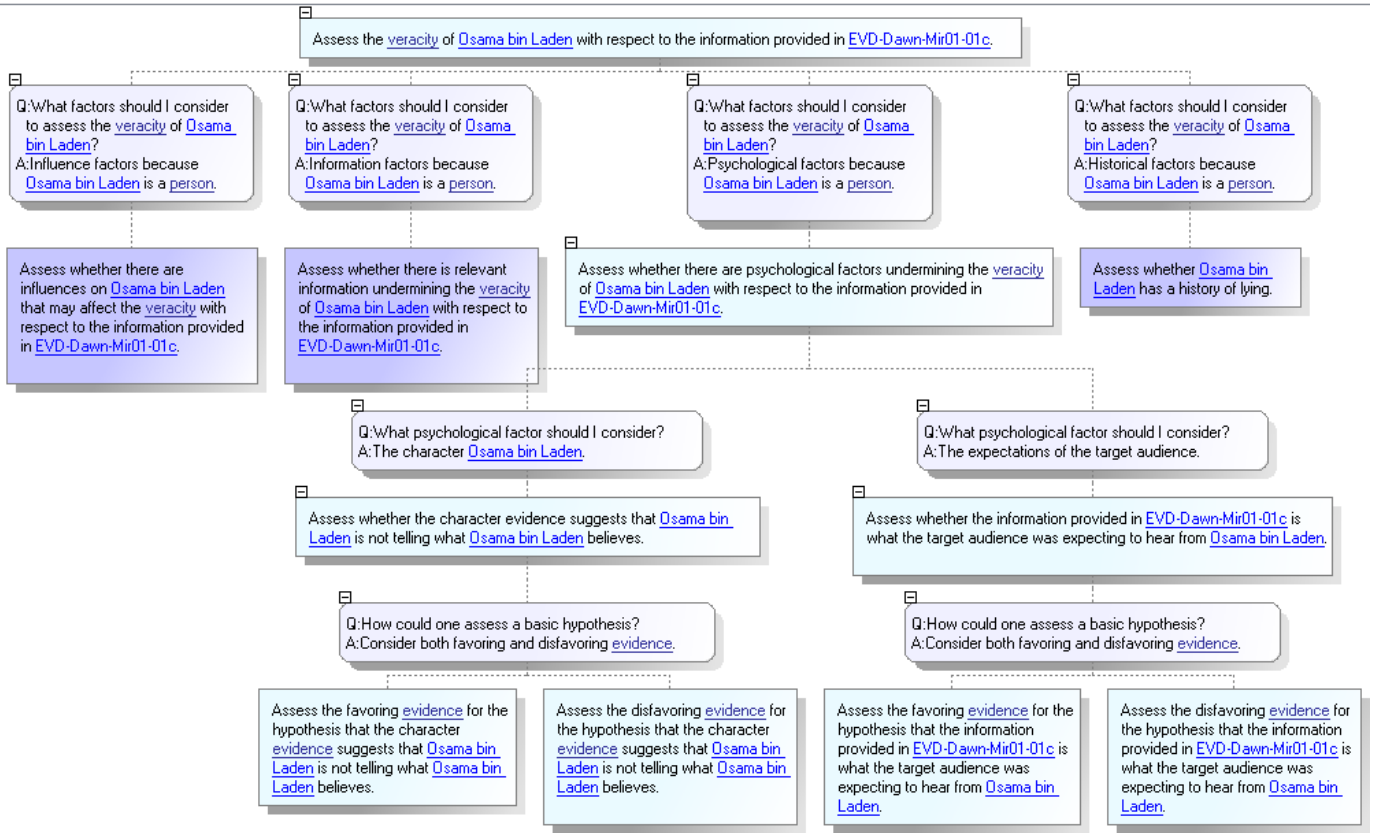 Assess the veracity of Osama bin Laden with respect to the information provided in EVD-Dawn-Mir01-01c.
Q:What factors should I consider
to assess the veracity of Osama
bin Laden?
A:Influence factors because
Osama bin Laden is a person.
Q:What factors should I consider
to assess the veracity of Osama
bin Laden?
A:Information factors because
Osama bin Laden is a person.
Q:What factors should I consider
to assess the veracity of Osama
bin Laden?
A:Psychological factors because
Osama bin Laden is a person.
Q:What factors should I consider
to assess the veracity of Osama
bin Laden?
A:Historical factors because
Osama bin Laden is a person.
Assess whether there are
influences on Osama bin Laden
that may affect the veracity with
respect to the information provided
in EVD-Dawn-Mir01-01c.
Assess whether there is relevant
information undermining the veracity
of Osama bin Laden with respect to
the information provided in
EVD-Dawn-Mir01-01c.
Assess whether there are psychological factors undermining the veracity
of Osama bin Laden with respect to the information provided in
EVD-Dawn-Mir01-01c.
Assess whether Osama bin
Laden has a history of lying.
Q:What psychological factor should I consider?
A:The character Osama bin Laden.
Q:What psychological factor should I consider?
A:The expectations of the target audience.
Assess whether the character evidence suggests that Osama bin
Laden is not telling what Osama bin Laden believes.
Assess whether the information provided in EVD-Dawn-Mir01-01c is
what the target audience was expecting to hear from Osama bin Laden.
Q:How could one assess a basic hypothesis?
A:Consider both favoring and disfavoring evidence.
Q:How could one assess a basic hypothesis?
A:Consider both favoring and disfavoring evidence.
Assess the favoring evidence for the
hypothesis that the character
evidence suggests that Osama bin
Laden is not telling what Osama bin
Laden believes.
Assess the disfavoring evidence for
the hypothesis that the character
evidence suggests that Osama bin
Laden is not telling what Osama bin
Laden believes.
Assess the favoring evidence for the
hypothesis that the information
provided in EVD-Dawn-Mir01-01c is
what the target audience was
expecting to hear from Osama bin
Laden.
Assess the disfavoring evidence for
the hypothesis that the information
provided in EVD-Dawn-Mir01-01c is
what the target audience was
expecting to hear from Osama bin
Laden.